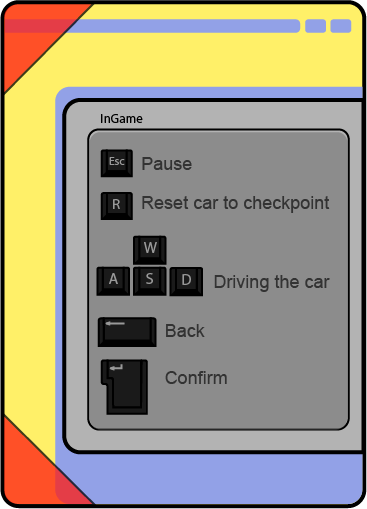 InGame
Esc Pause
R Reset car to checkpoint
W
A S D Driving the car
Back
Confirm